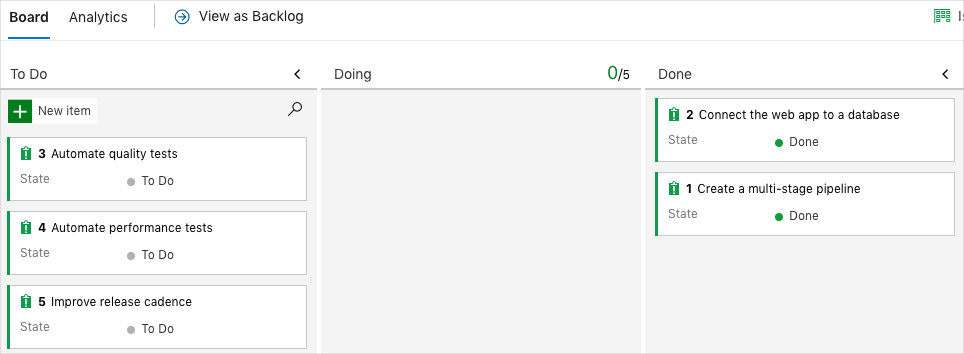 Board Analytics View as Backlog
To Do
New item
3 Automate quality tests
State To Do
4 Automate performance tests
State To Do
5 Improve release cadence
State To Do
Doing 0/5
Done
2 Connect the web app to a database
State Done
1 Create a multi-stage pipeline
State Done